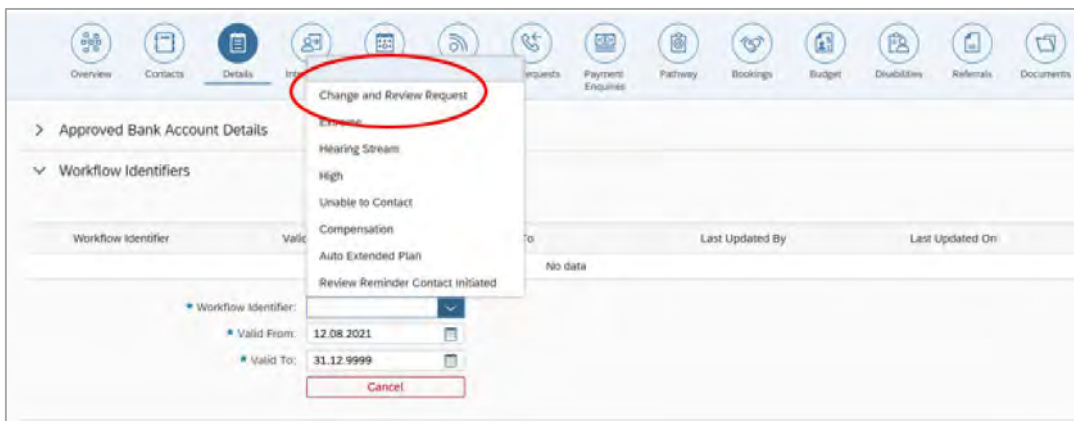 Overview Contacts Details Payment Enquiries Pathway Bookings Budget Disabilities Referrals Documents
Change and Review Request
> Approved Bank Account Details
Extreme
Hearing Stream
Workflow Identifiers
High
Unable to Contact
Workflow Identifier Compensation Last Updated By Last Updated On
Auto Extended Plan
No data
Review Reminder Contact Initiated
* Workflow Identifier:
* Valid From: 12.08.2021
* Valid To: 31.12.9999
Cancel